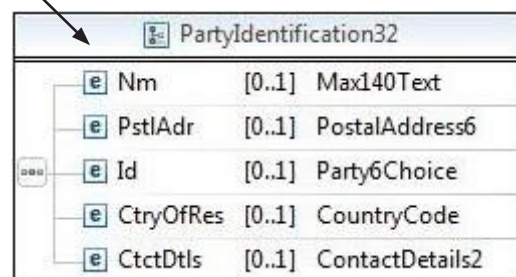 PartyIdentification32
e Nm [0..1] Max140Text
e PstlAdr [0..1] PostalAddress6
e Id [0..1] Party6Choice
e CtryOfRes [0..1] CountryCode
e CtctDtls [0..1] ContactDetails2